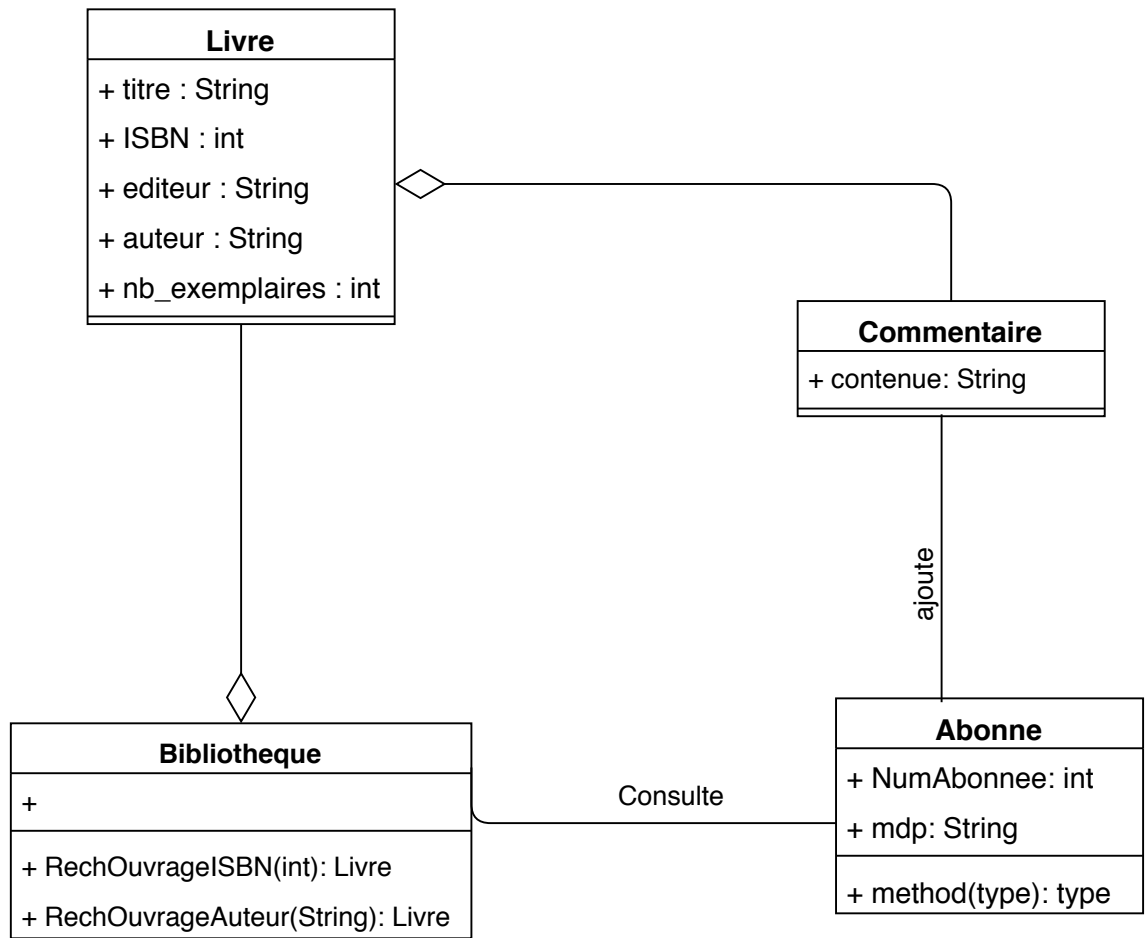 Livre
+ titre : String
+ ISBN : int
+ editeur : String
+ auteur : String
+ nb_exemplaires : int
Commentaire
+ contenue: String
ajoute
Bibliotheque
+
+ RechOuvrageISBN(int): Livre
+ RechOuvrageAuteur(String): Livre
Consulte
Abonne
+ NumAbonnee: int
+ mdp: String
+ method(type): type